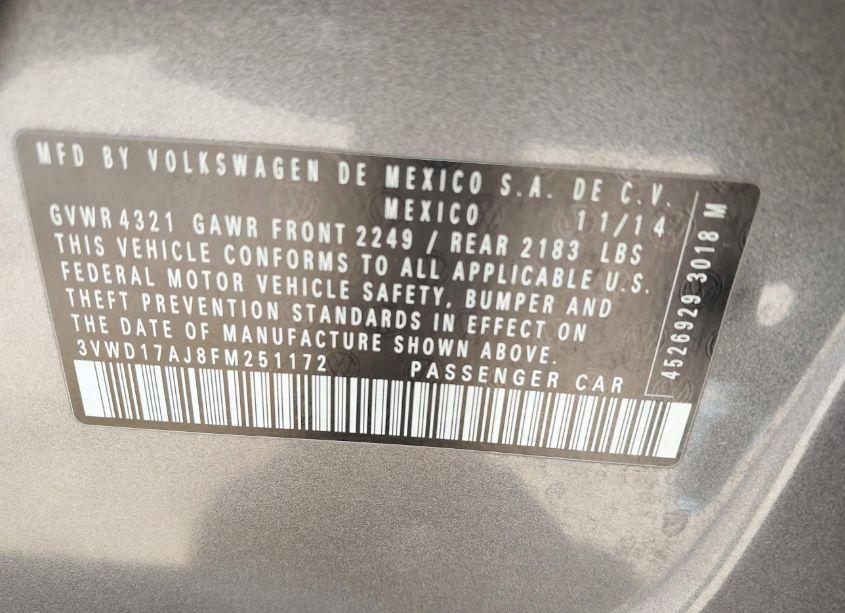 MFD BY VOLKSWAGEN DE MEXICO S.A. DE C.V.
MEXICO 11/14
GVWR 4321 GAWR FRONT 2249 / REAR 2183 LBS
THIS VEHICLE CONFORMS TO ALL APPLICABLE U.S.
FEDERAL MOTOR VEHICLE SAFETY, BUMPER AND
THEFT PREVENTION STANDARDS IN EFFECT ON
THE DATE OF MANUFACTURE SHOWN ABOVE.
3VWD17AJ8FM251172 PASSENGER CAR
4526929 3018 M